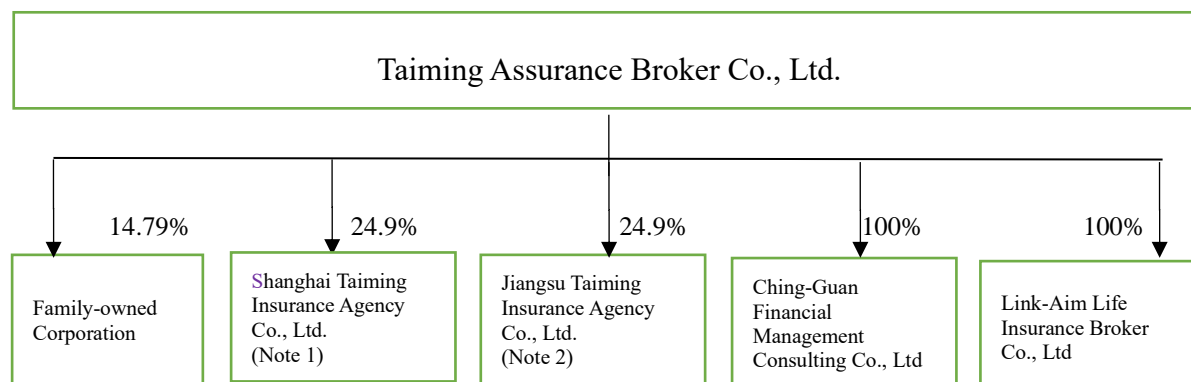 Taiming Assurance Broker Co., Ltd.
14.79%
24.9%
24.9%
100%
100%
Family-owned
Corporation
Shanghai Taiming
Insurance Agency
Co., Ltd.
(Note 1)
Jiangsu Taiming
Insurance Agency
Co., Ltd.
(Note 2)
Ching-Guan
Financial
Management
Consulting Co., Ltd
Link-Aim Life
Insurance Broker
Co., Ltd